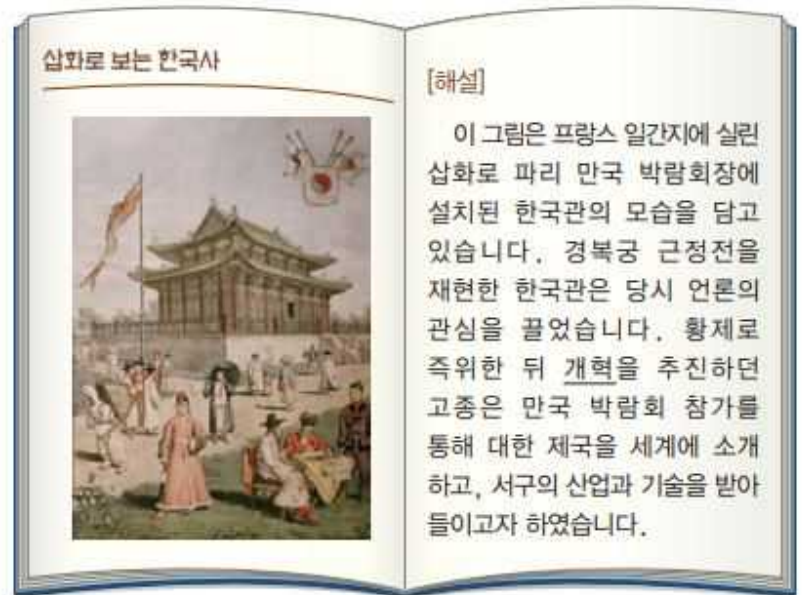 삽화로 보는 한국사
[해설]
이 그림은 프랑스 일간지에 실린
삽화로 파리 만국 박람회장에
설치된 한국관의 모습을 담고
있습니다. 경복궁 근정전을
재현한 한국관은 당시 언론의
관심을 끌었습니다. 황제로
즉위한 뒤 개혁을 추진하던
고종은 만국 박람회 참가를
통해 대한 제국을 세계에 소개
하고, 서구의 산업과 기술을 받아
들이고자 하였습니다.